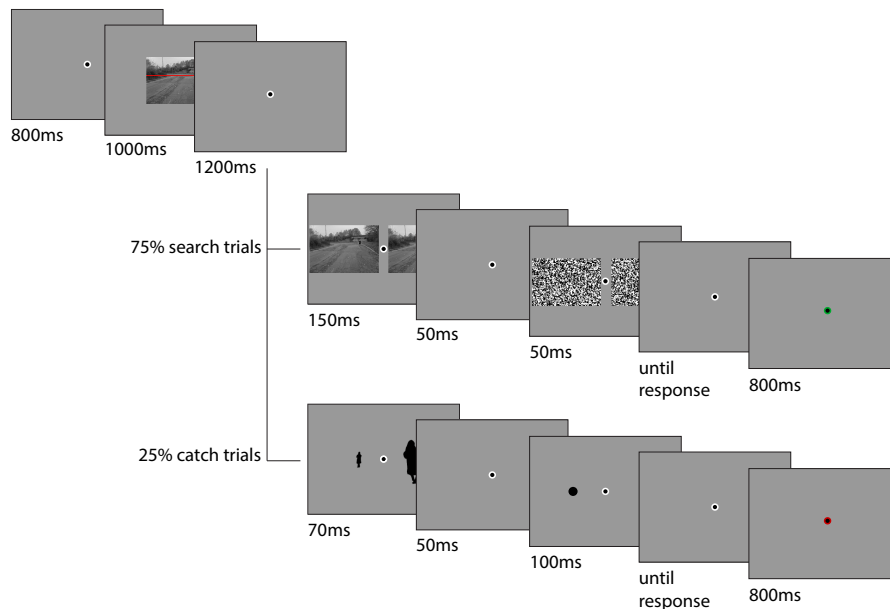 800ms
1000ms
1200ms
75% search trials
150ms
50ms
50ms
until
response
800ms
25% catch trials
70ms
50ms
100ms
until
response
800ms